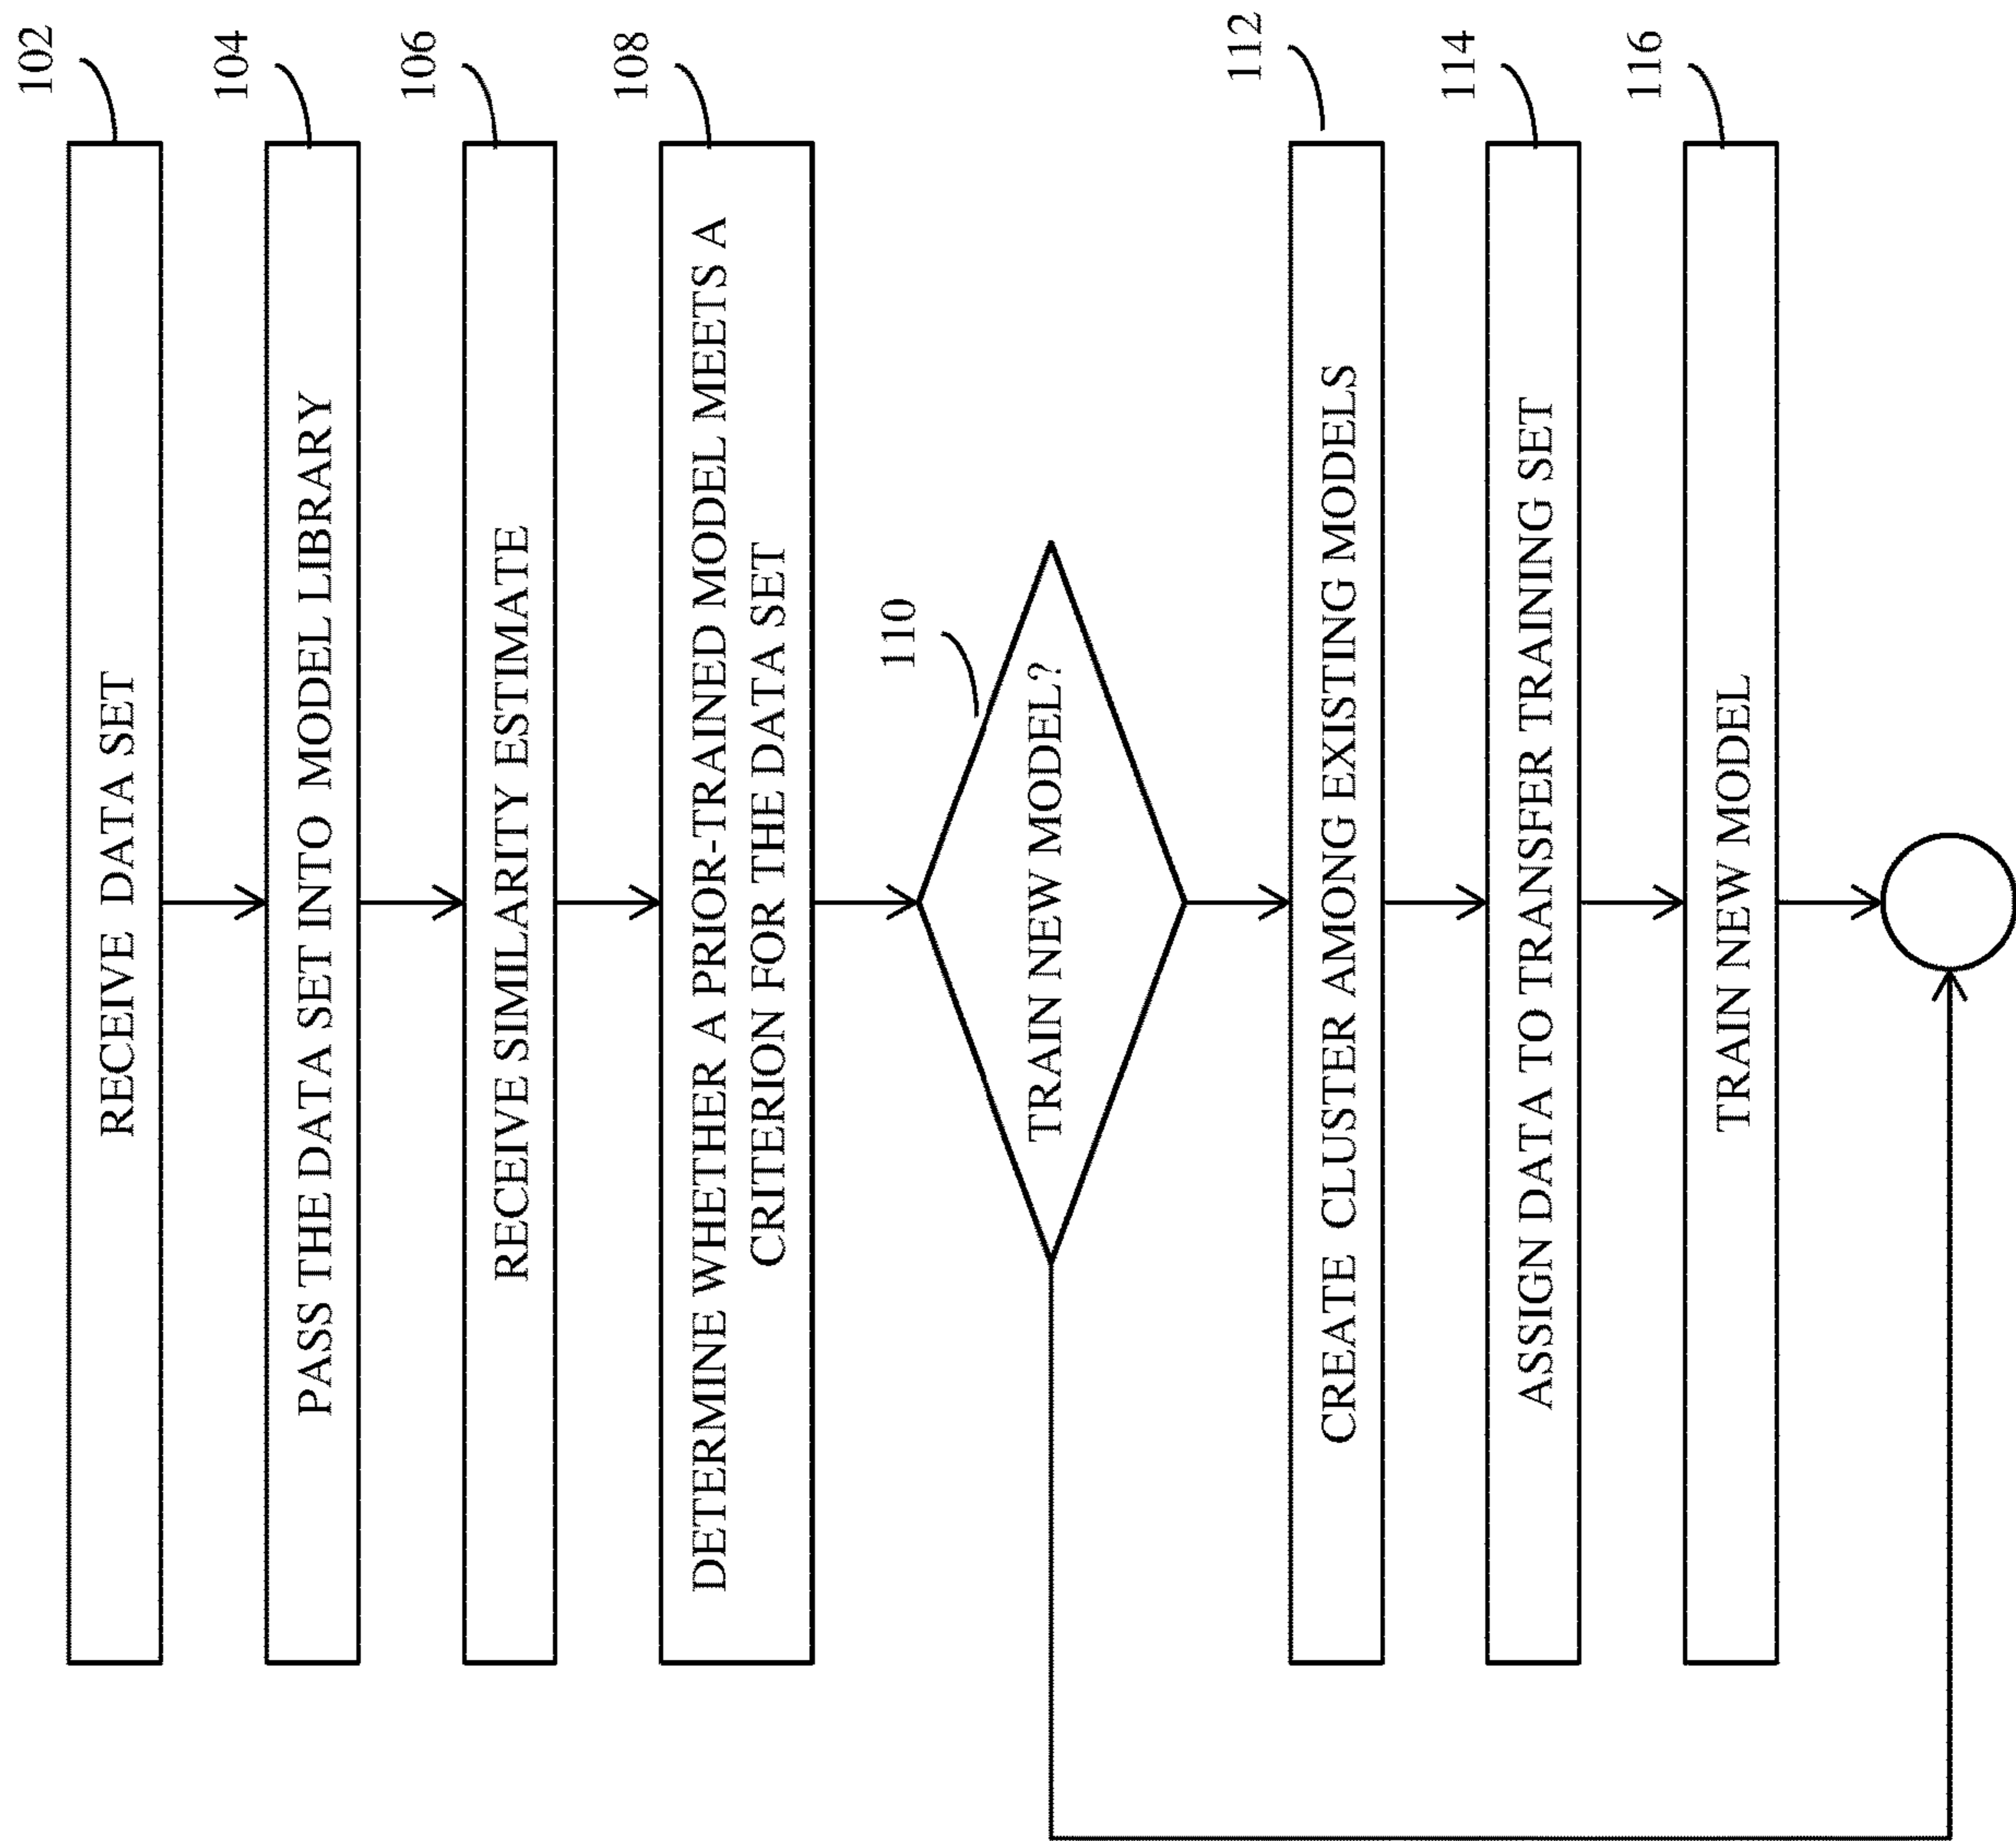 102
RECEIVE DATA SET
104
PASS THE DATA SET INTO MODEL LIBRARY
106
RECEIVE SIMILARITY ESTIMATE
108
DETERMINE WHETHER A PRIOR-TRAINED MODEL MEETS A
CRITERION FOR THE DATA SET
110
TRAIN NEW MODEL?
112
CREATE CLUSTER AMONG EXISTING MODELS
114
ASSIGN DATA TO TRANSFER TRAINING SET
116
TRAIN NEW MODEL